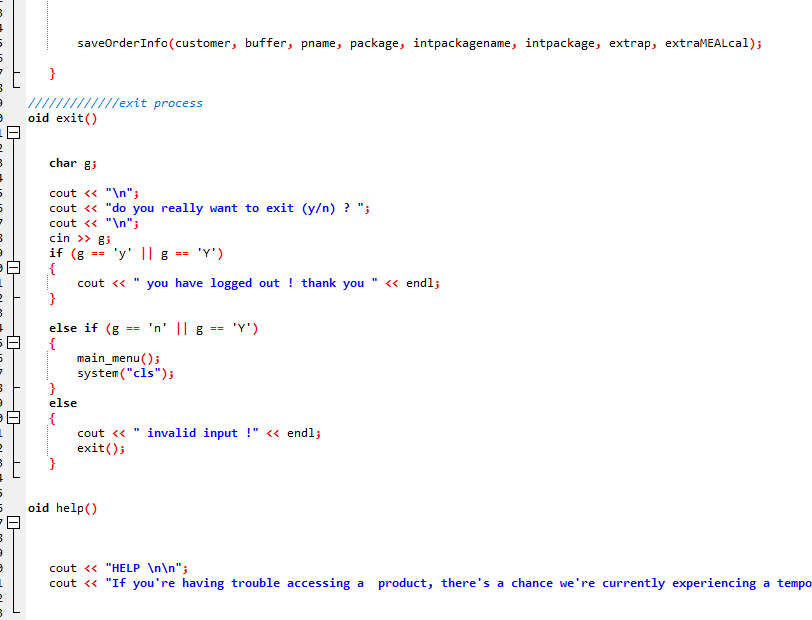 saveOrderInfo(customer, buffer, pname, package, intpackagename, intpackage, extrap, extraMEALcal);
}
/////////////exit process
oid exit()
char g;
cout << "\n";
cout << "do you really want to exit (y/n) ? ";
cout << "\n";
cin >> g;
if (g == 'y' || g == 'Y')
{
cout << " you have logged out ! thank you " << endl;
}
else if (g == 'n' || g == 'Y')
{
main_menu();
system("cls");
}
else
{
cout << " invalid input !" << endl;
exit();
}
oid help()
cout << "HELP \n\n";
cout << "If you're having trouble accessing a  product, there's a chance we're currently experiencing a tempo